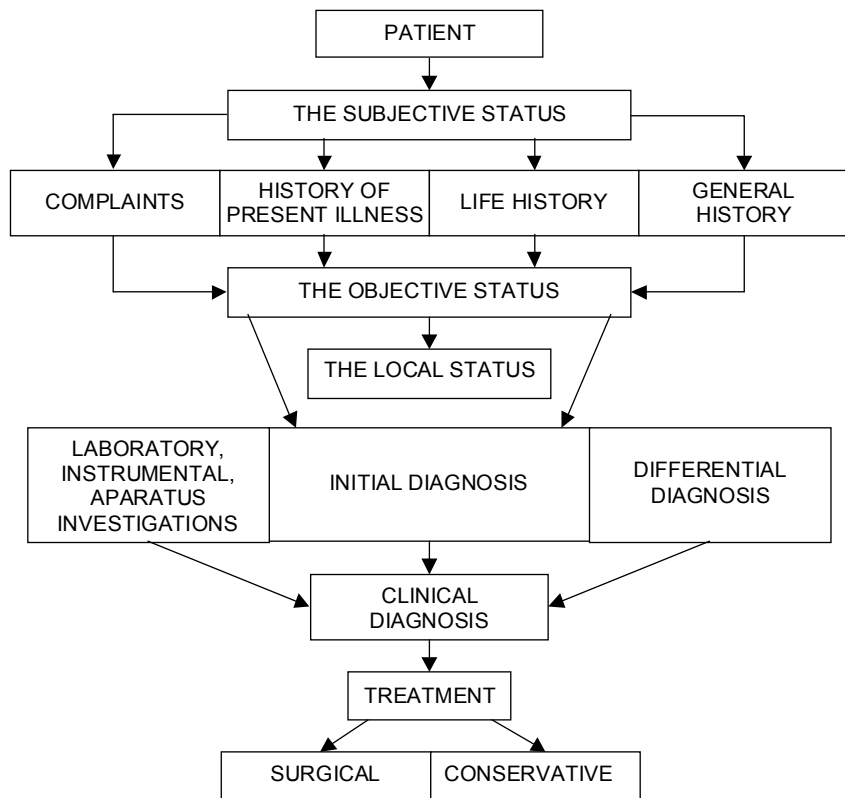 PATIENT
THE SUBJECTIVE STATUS
COMPLAINTS
HISTORY OF
PRESENT ILLNESS
LIFE HISTORY
GENERAL
HISTORY
THE OBJECTIVE STATUS
THE LOCAL STATUS
LABORATORY,
INSTRUMENTAL,
APARATUS
INVESTIGATIONS
INITIAL DIAGNOSIS
DIFFERENTIAL
DIAGNOSIS
CLINICAL
DIAGNOSIS
TREATMENT
SURGICAL
CONSERVATIVE